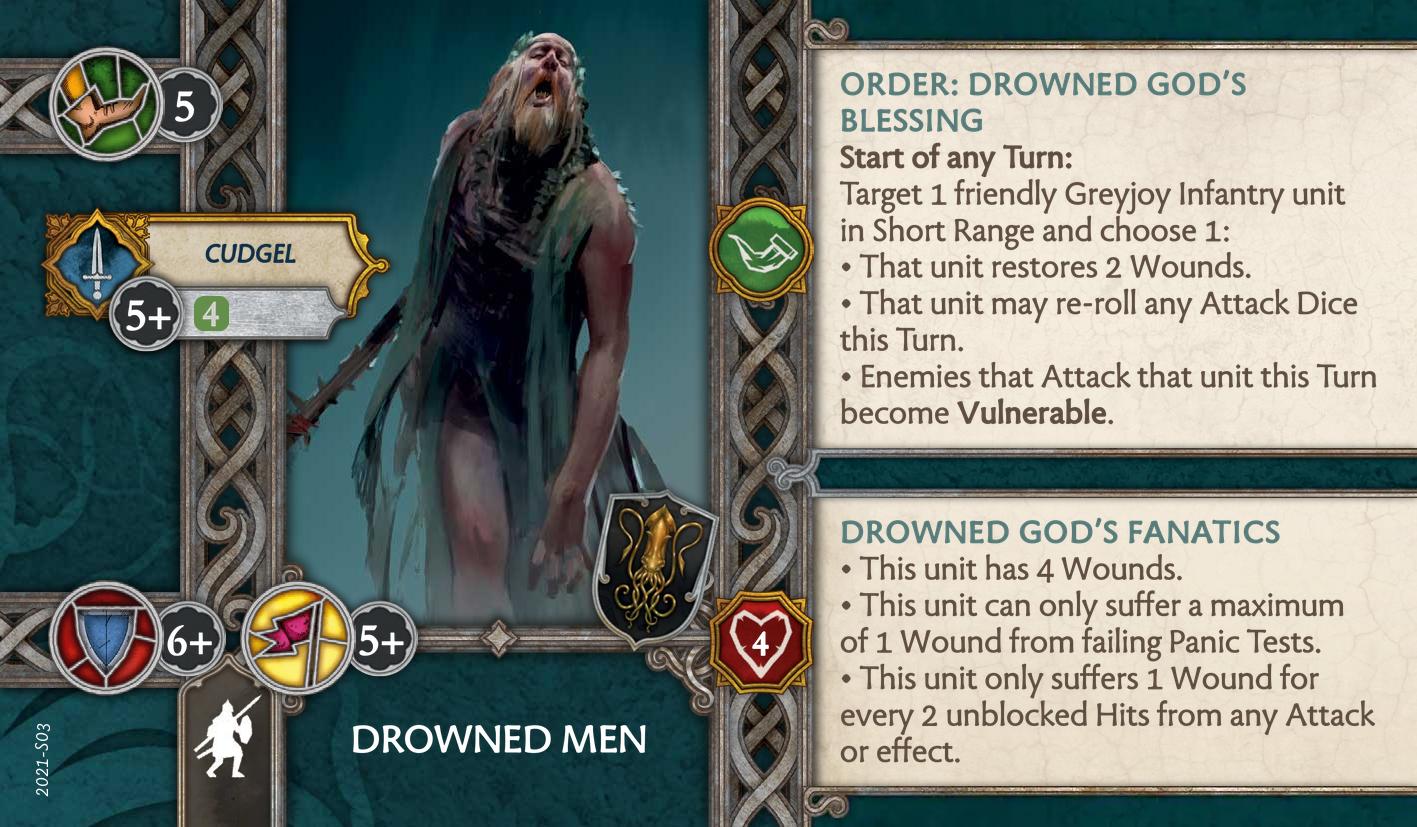 5
CUDGEL
5+ 4
6+ 5+
4
DROWNED MEN
2021-S03
ORDER: DROWNED GOD'S
BLESSING
Start of any Turn:
Target 1 friendly Greyjoy Infantry unit
in Short Range and choose 1:
• That unit restores 2 Wounds.
• That unit may re-roll any Attack Dice
this Turn.
• Enemies that Attack that unit this Turn
become Vulnerable.
DROWNED GOD'S FANATICS
• This unit has 4 Wounds.
• This unit can only suffer a maximum
of 1 Wound from failing Panic Tests.
• This unit only suffers 1 Wound for
every 2 unblocked Hits from any Attack
or effect.